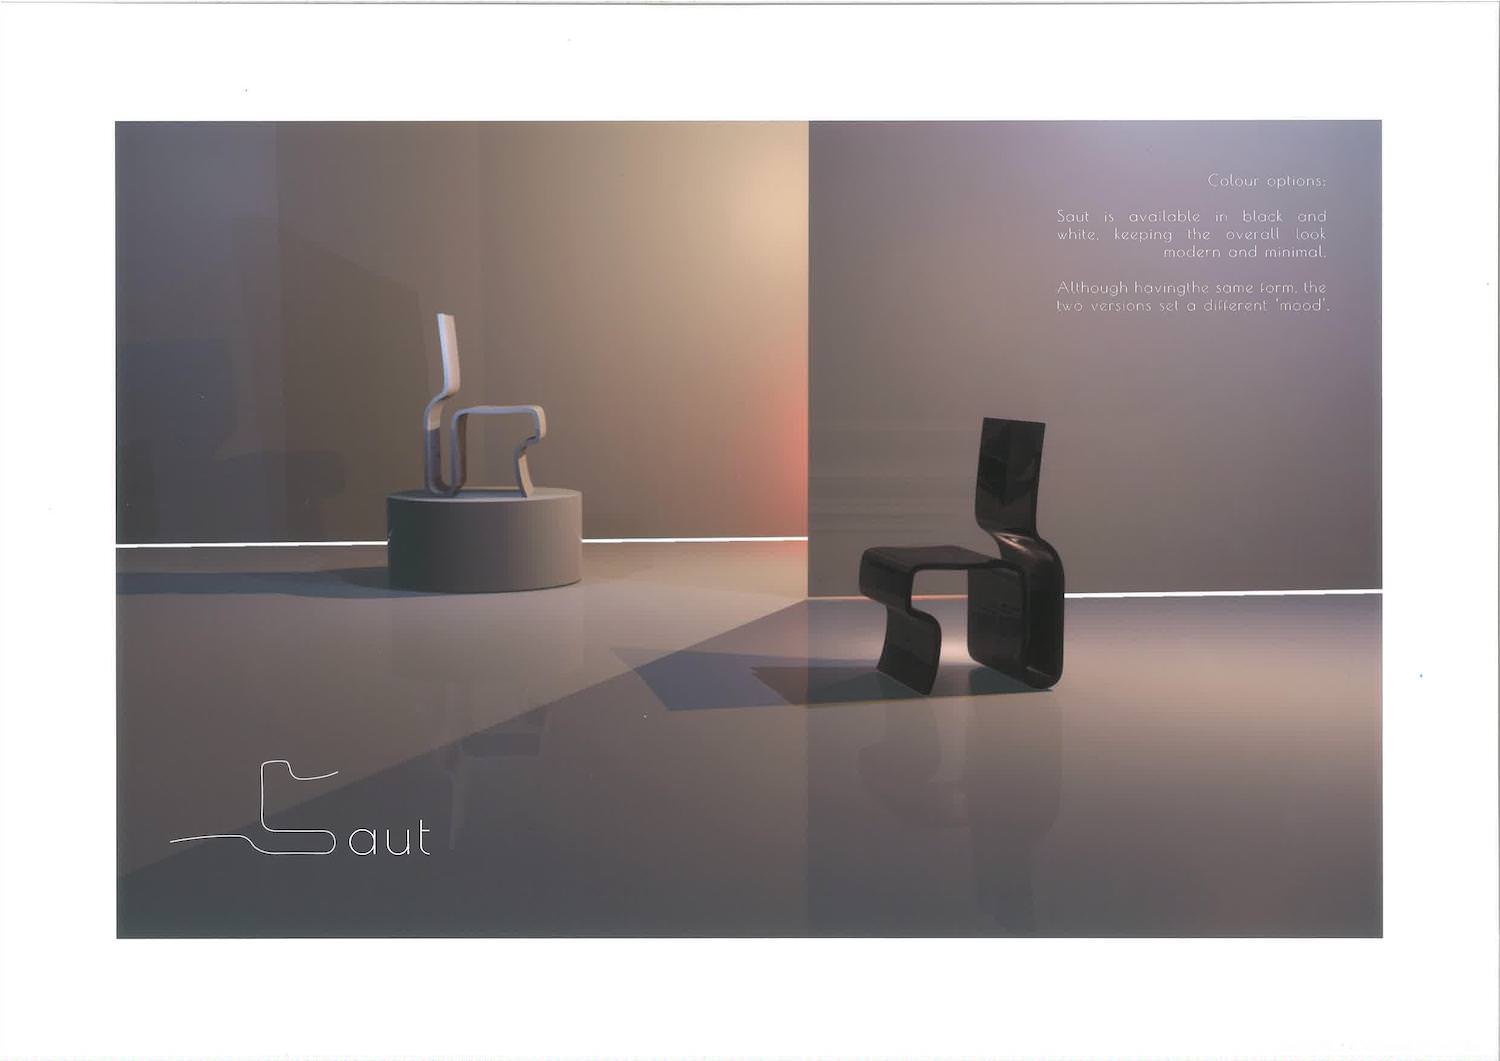 Colour options:
Saut is available in black and
white, keeping the overall look
modern and minimal.
Although havingthe same form, the
two versions set a different 'mood'.
Saut